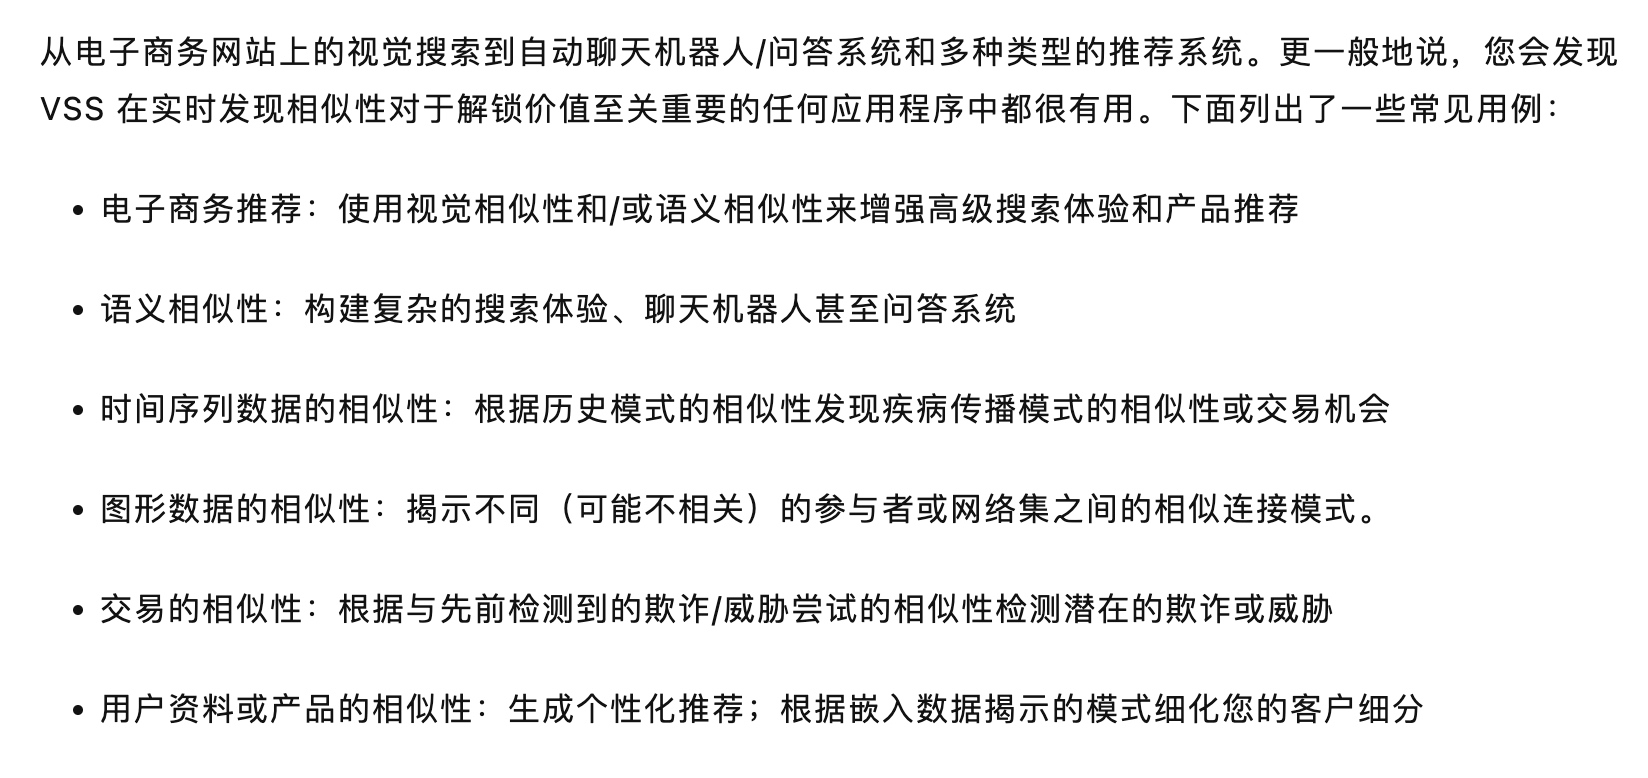 从电子商务网站上的视觉搜索到自动聊天机器人/问答系统和多种类型的推荐系统。更一般地说，您会发现
VSS 在实时发现相似性对于解锁价值至关重要的任何应用程序中都很有用。下面列出了一些常见用例：
• 电子商务推荐：使用视觉相似性和/或语义相似性来增强高级搜索体验和产品推荐
• 语义相似性：构建复杂的搜索体验、聊天机器人甚至问答系统
• 时间序列数据的相似性：根据历史模式的相似性发现疾病传播模式的相似性或交易机会
• 图形数据的相似性：揭示不同（可能不相关）的参与者或网络集之间的相似连接模式。
• 交易的相似性：根据与先前检测到的欺诈/威胁尝试的相似性检测潜在的欺诈或威胁
• 用户资料或产品的相似性：生成个性化推荐；根据嵌入数据揭示的模式细化您的客户细分